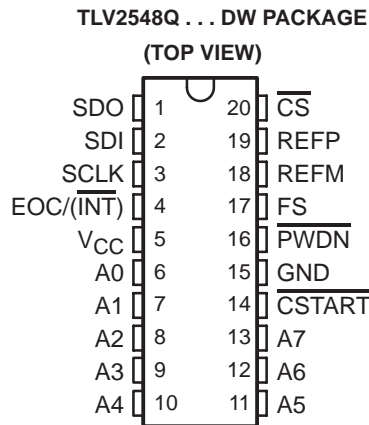 TLV2548Q . . . DW PACKAGE
(TOP VIEW)
SDO 1 20 CS
SDI 2 19 REFP
SCLK 3 18 REFM
EOC/(INT) 4 17 FS
VCC 5 16 PWDN
A0 6 15 GND
A1 7 14 CSTART
A2 8 13 A7
A3 9 12 A6
A4 10 11 A5